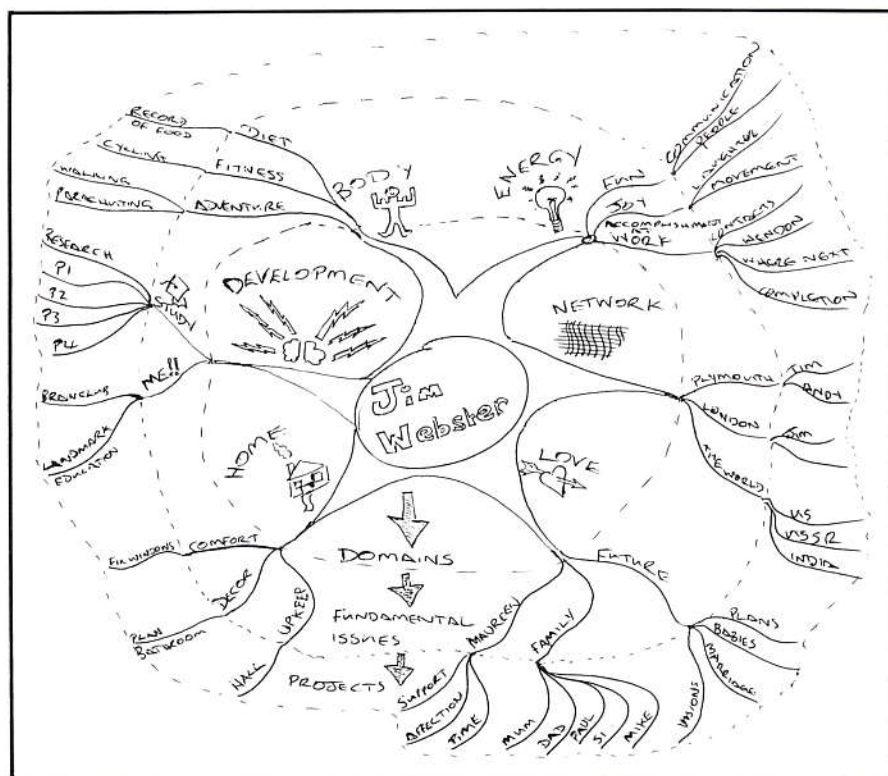 Jim
Webster
BODY
DIET
RECORD
OF FOOD
FITNESS
CYCLING
ADVENTURE
WALKING
PARACHUTING
ENERGY
FUN
COMMUNICATION
PEOPLE
LAUGHTER
JOY
MOVEMENT
ACCOMPLISHMENT
AT
WORK
CONTRACTS
WENDON
WHERE NEXT
COMPLETION
DEVELOPMENT
STUDY
RESEARCH
P1
P2
P3
P4
ME!!
LANDMARK
EDUCATION
NETWORK
PLYMOUTH
TIM
ANDY
LONDON
Jim
THE WORLD!
US
USSR
INDIA
HOME
COMFORT
FIX WINDOWS!
DECOR
PLAN
BATHROOM
UPKEEP
HALL
LOVE
FUTURE
PLANS
BABIES
MARRIAGE
VISIONS
FAMILY
MUM
DAD
PAUL
SI
MIKE
MAUREEN
SUPPORT
AFFECTION
TIME
DOMAINS
FUNDAMENTAL
ISSUES
PROJECTS